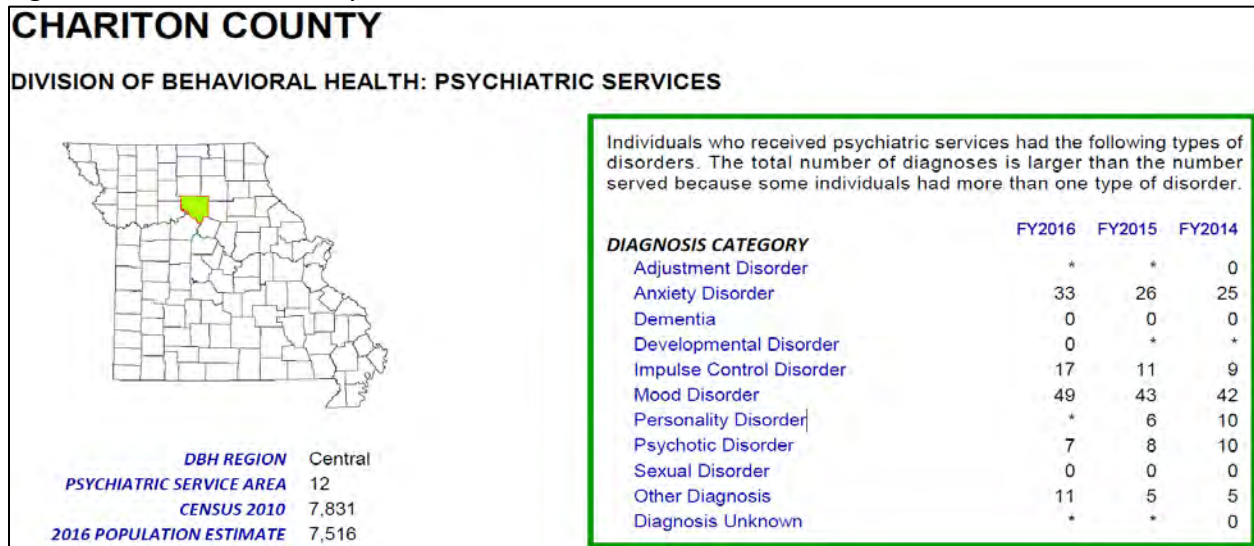 CHARITON COUNTY
DIVISION OF BEHAVIORAL HEALTH: PSYCHIATRIC SERVICES
DBH REGION Central
PSYCHIATRIC SERVICE AREA 12
CENSUS 2010 7,831
2016 POPULATION ESTIMATE 7,516
Individuals who received psychiatric services had the following types of
disorders. The total number of diagnoses is larger than the number
served because some individuals had more than one type of disorder.
DIAGNOSIS CATEGORY FY2016 FY2015 FY2014
Adjustment Disorder * * 0
Anxiety Disorder 33 26 25
Dementia 0 0 0
Developmental Disorder 0 * *
Impulse Control Disorder 17 11 9
Mood Disorder 49 43 42
Personality Disorder * 6 10
Psychotic Disorder 7 8 10
Sexual Disorder 0 0 0
Other Diagnosis 11 5 5
Diagnosis Unknown * * 0